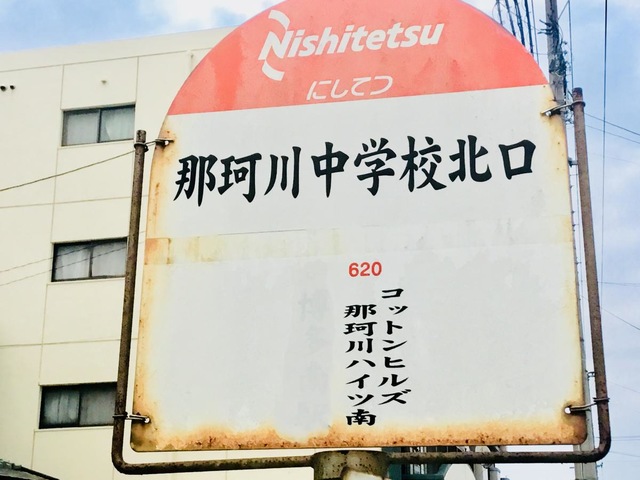 Nishitetsu
にしてつ
那珂川中学校北口
620
コットンヒルズ
那珂川ハイツ南